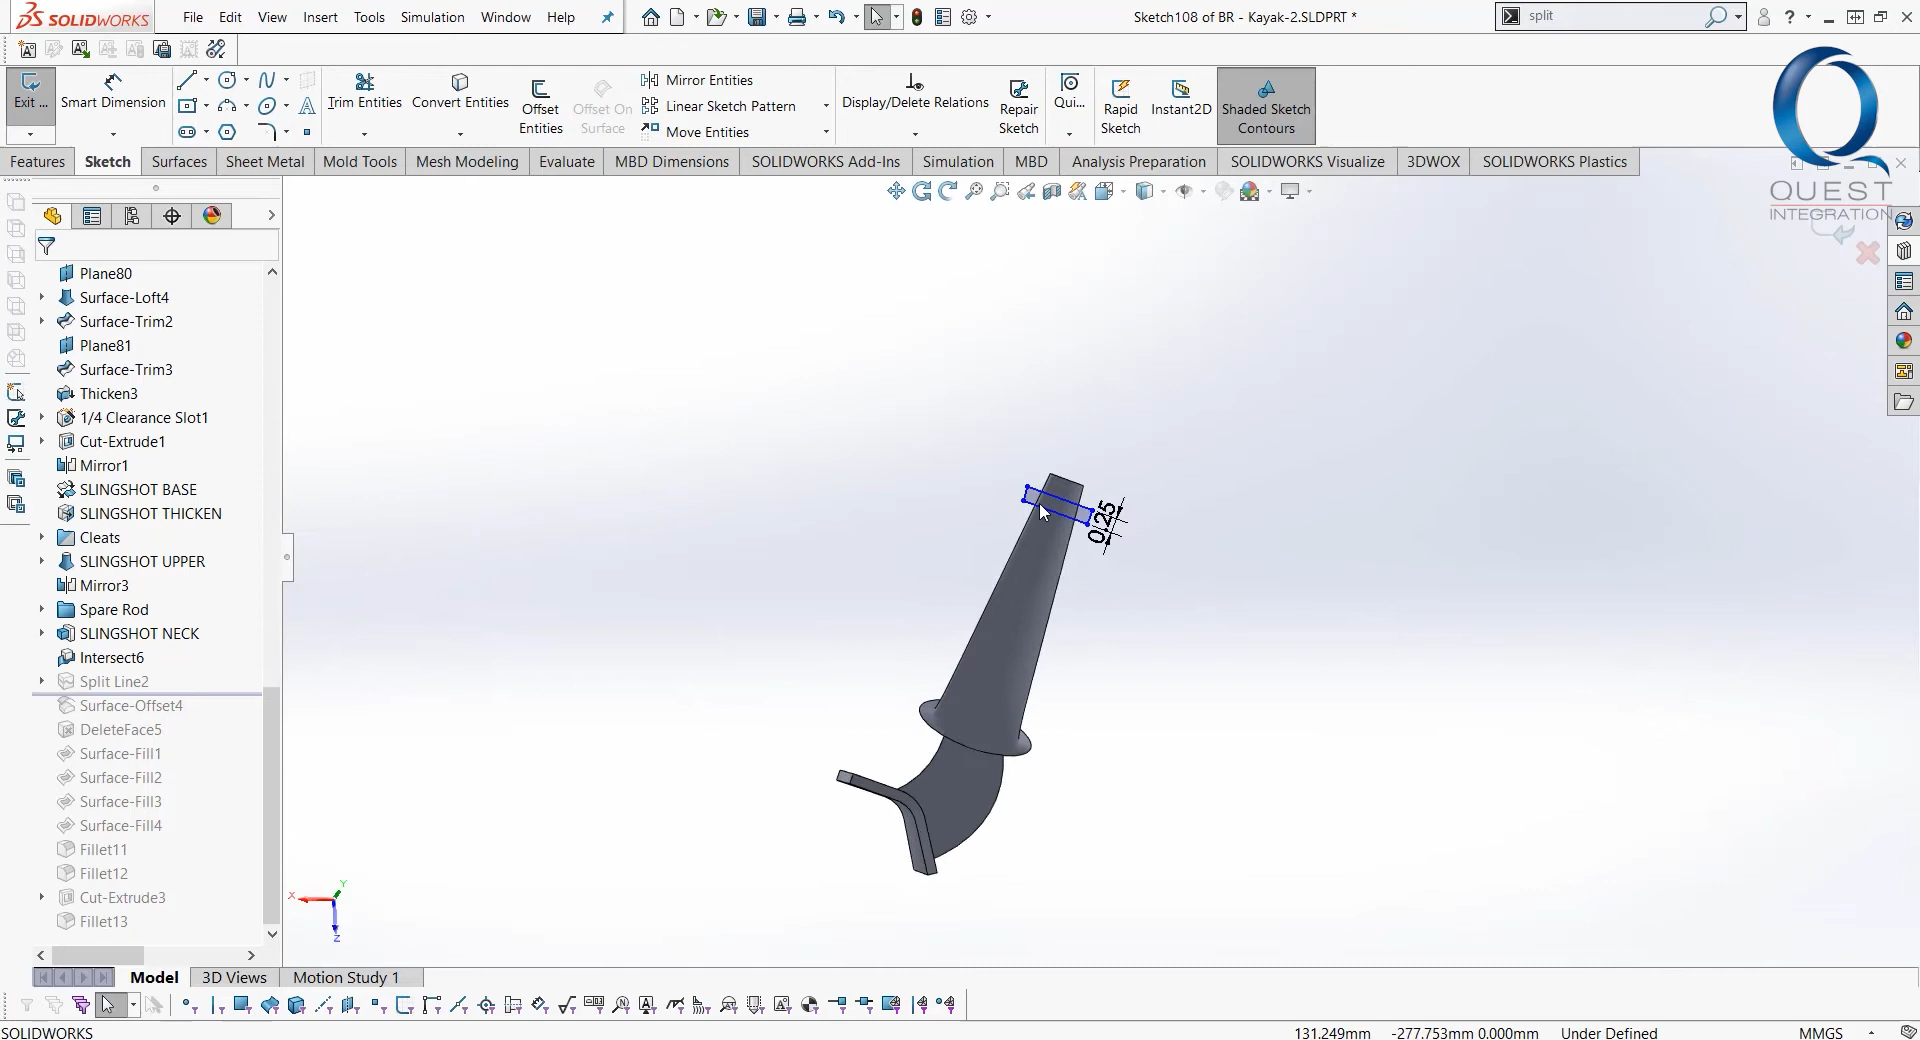 SOLIDWORKS File Edit View Insert Tools Simulation Window Help Sketch108 of BR - Kayak-2.SLDPRT * split
Exit ... Smart Dimension Trim Entities Convert Entities Offset Entities Offset On Surface Mirror Entities Linear Sketch Pattern Move Entities Display/Delete Relations Repair Sketch Qui... Rapid Sketch Instant2D Shaded Sketch Contours
Features Sketch Surfaces Sheet Metal Mold Tools Mesh Modeling Evaluate MBD Dimensions SOLIDWORKS Add-Ins Simulation MBD Analysis Preparation SOLIDWORKS Visualize 3DWOX SOLIDWORKS Plastics
QUEST
INTEGRATION
Plane80
Surface-Loft4
Surface-Trim2
Plane81
Surface-Trim3
Thicken3
1/4 Clearance Slot1
Cut-Extrude1
Mirror1
SLINGSHOT BASE
SLINGSHOT THICKEN
Cleats
SLINGSHOT UPPER
Mirror3
Spare Rod
SLINGSHOT NECK
Intersect6
Split Line2
Surface-Offset4
DeleteFace5
Surface-Fill1
Surface-Fill2
Surface-Fill3
Surface-Fill4
Fillet11
Fillet12
Cut-Extrude3
Fillet13
0.25
X Y Z
Model 3D Views Motion Study 1
SOLIDWORKS 131.249mm -277.753mm 0.000mm Under Defined MMGS